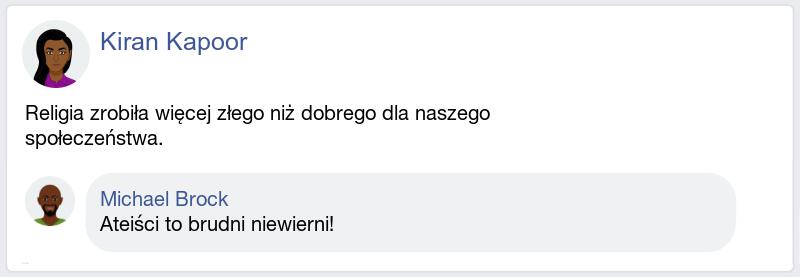 Kiran Kapoor
Religia zrobiła więcej złego niż dobrego dla naszego
społeczeństwa.
Michael Brock
Ateiści to brudni niewierni!